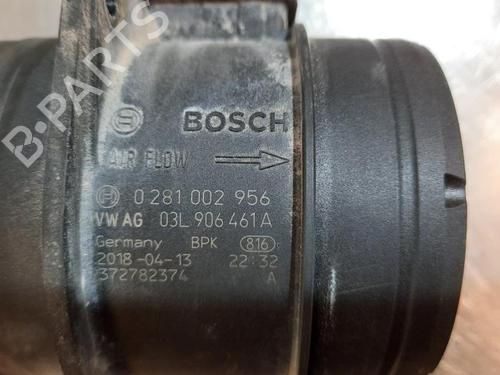 BOSCH
AIR FLOW
0 281 002 956
VW AG 03L 906 461 A
Germany BPK 816
2018-04-13 22:32
372782374 A
B-PARTS